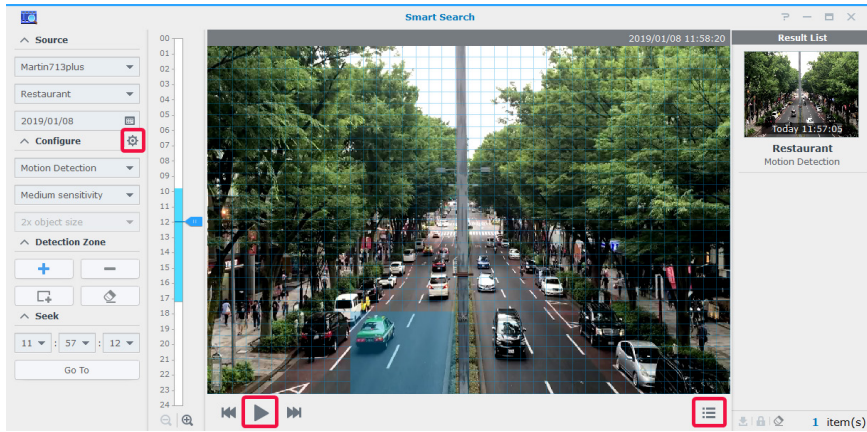 Smart Search
Source
Martin713plus
Restaurant
2019/01/08
Configure
Motion Detection
Medium sensitivity
2x object size
Detection Zone
Seek
11 : 57 : 12
Go To
00
01
02
03
04
05
06
07
08
09
10
11
12
13
14
15
16
17
18
19
20
21
22
23
24
2019/01/08 11:58:20
Result List
Today 11:57:05
Restaurant
Motion Detection
1 item(s)